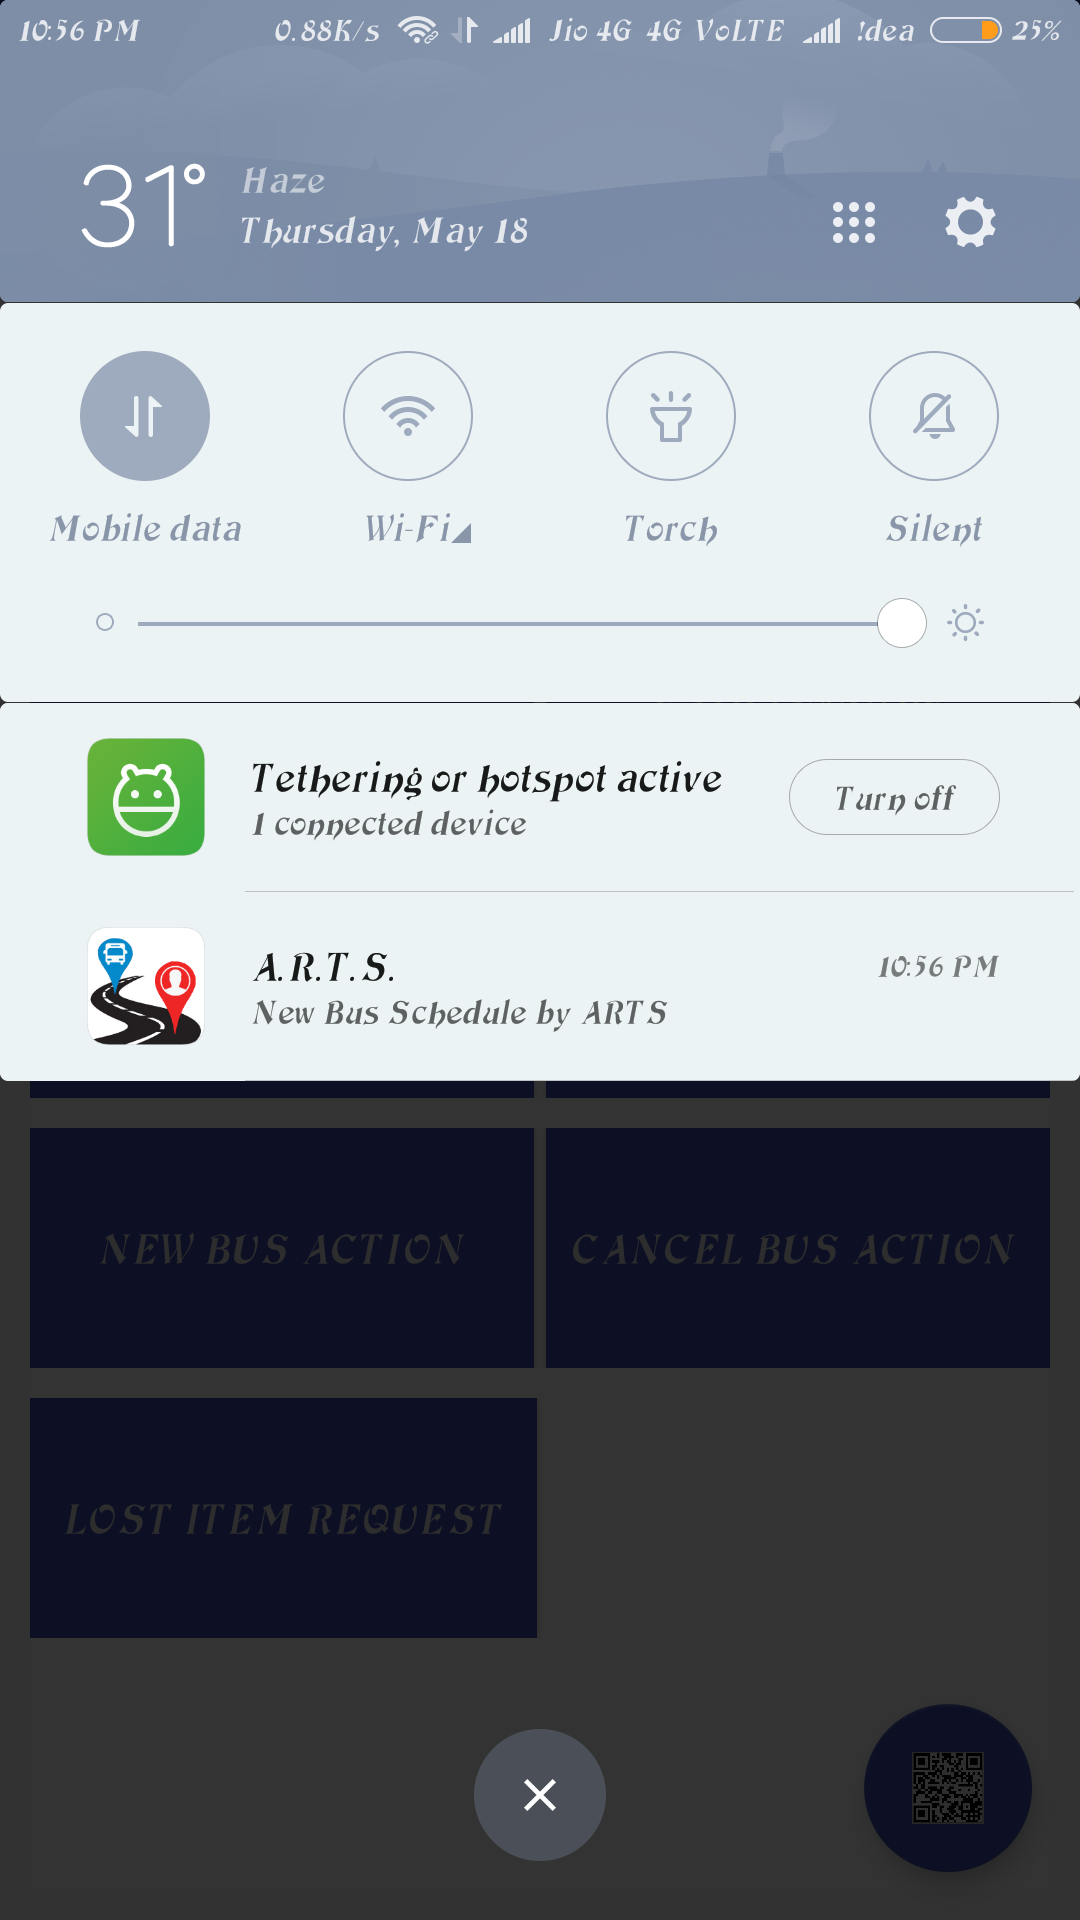 10:56 PM 0.88K/s Jio 4G 4G VoLTE !dea 25%
31° Haze
Thursday, May 18
Mobile data Wi-Fi Torch Silent
Tethering or hotspot active
1 connected device
Turn off
A.R.T.S. 10:56 PM
New Bus Schedule by ARTS
NEW BUS ACTION CANCEL BUS ACTION
LOST ITEM REQUEST